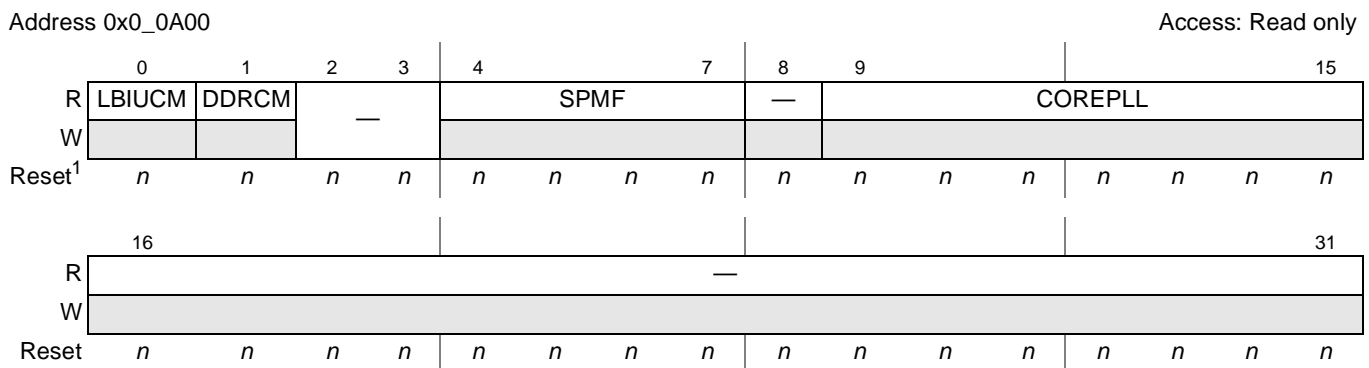 Address 0x0_0A00 Access: Read only
0 1 2 3 4 7 8 9 15
R LBIUCM DDRCM — SPMF — COREPLL
W
Reset1 n n n n n n n n n n n n n n n n
16 31
R —
W
Reset n n n n n n n n n n n n n n n n